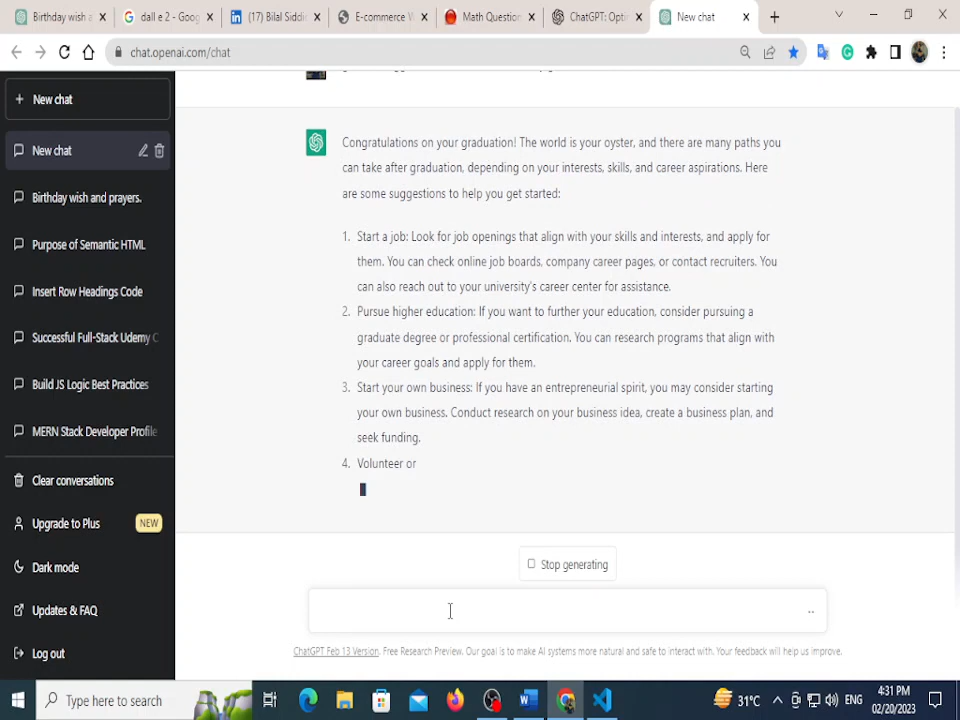 Birthday wish a
dall e 2 - Goog
(17) Bilal Siddi
E-commerce W
Math Question
ChatGPT: Opti
New chat
chat.openai.com/chat
New chat
New chat
Birthday wish and prayers.
Purpose of Semantic HTML
Insert Row Headings Code
Successful Full-Stack Udemy C
Build JS Logic Best Practices
MERN Stack Developer Profile
Clear conversations
Upgrade to Plus NEW
Dark mode
Updates & FAQ
Log out
Congratulations on your graduation! The world is your oyster, and there are many paths you
can take after graduation, depending on your interests, skills, and career aspirations. Here
are some suggestions to help you get started:
1. Start a job: Look for job openings that align with your skills and interests, and apply for
them. You can check online job boards, company career pages, or contact recruiters. You
can also reach out to your university's career center for assistance.
2. Pursue higher education: If you want to further your education, consider pursuing a
graduate degree or professional certification. You can research programs that align with
your career goals and apply for them.
3. Start your own business: If you have an entrepreneurial spirit, you may consider starting
your own business. Conduct research on your business idea, create a business plan, and
seek funding.
4. Volunteer or
Stop generating
ChatGPT Feb 13 Version. Free Research Preview. Our goal is to make AI systems more natural and safe to interact with. Your feedback will help us improve.
Type here to search
31°C
ENG
4:31 PM
02/20/2023